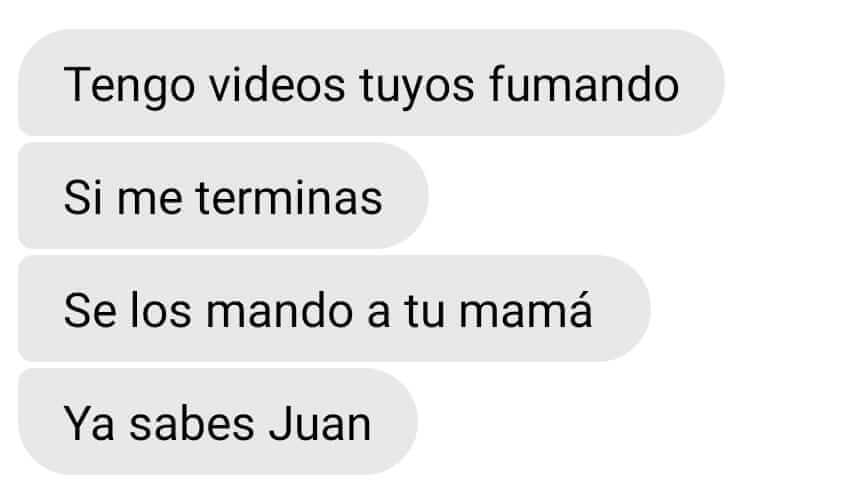 Tengo videos tuyos fumando
Si me terminas
Se los mando a tu mamá
Ya sabes Juan